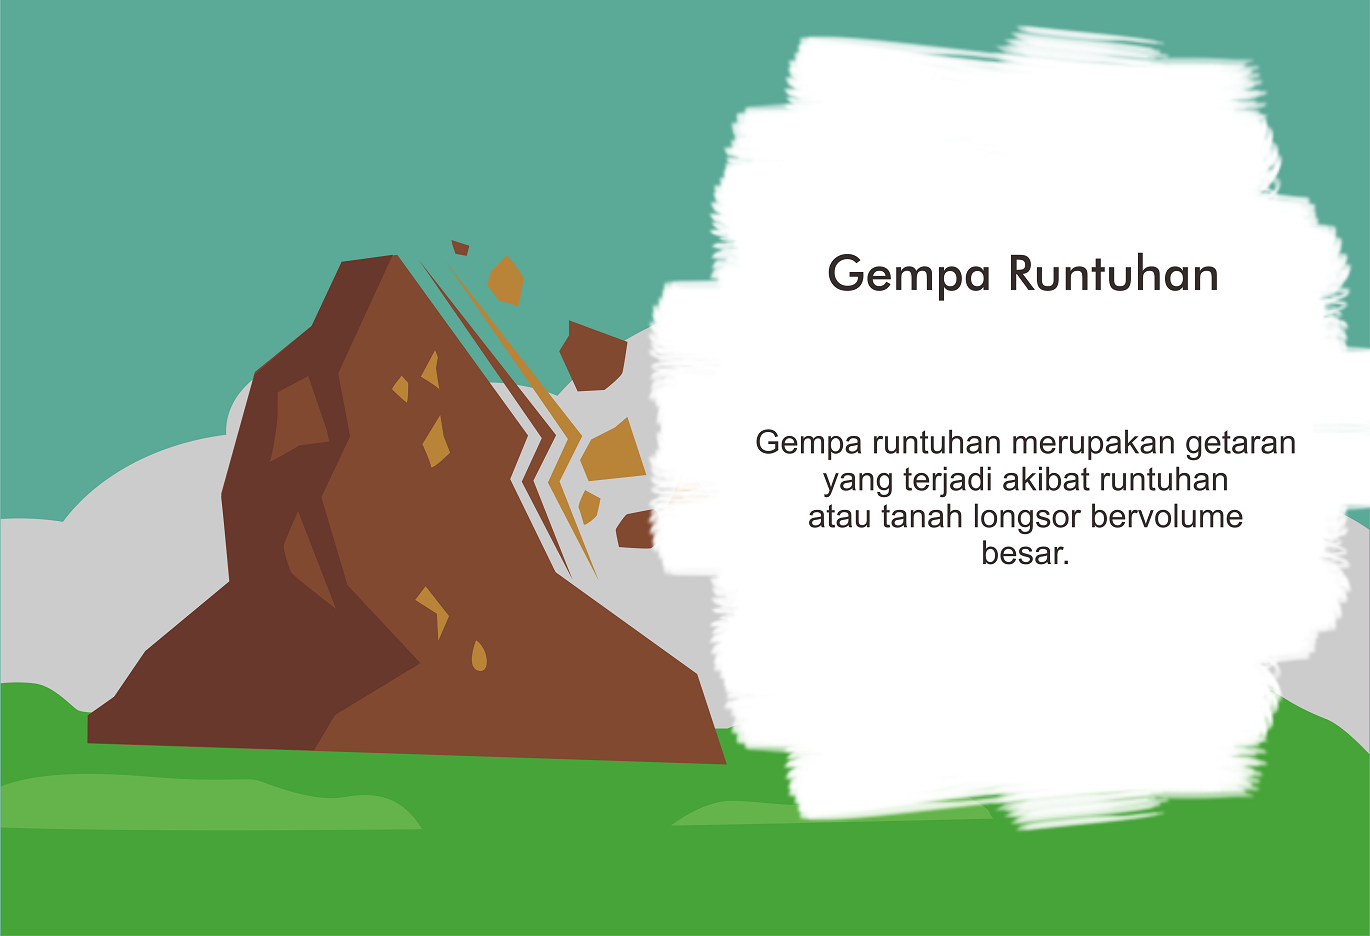 Gempa Runtuhan
Gempa runtuhan merupakan getaran
yang terjadi akibat runtuhan
atau tanah longsor bervolume
besar.